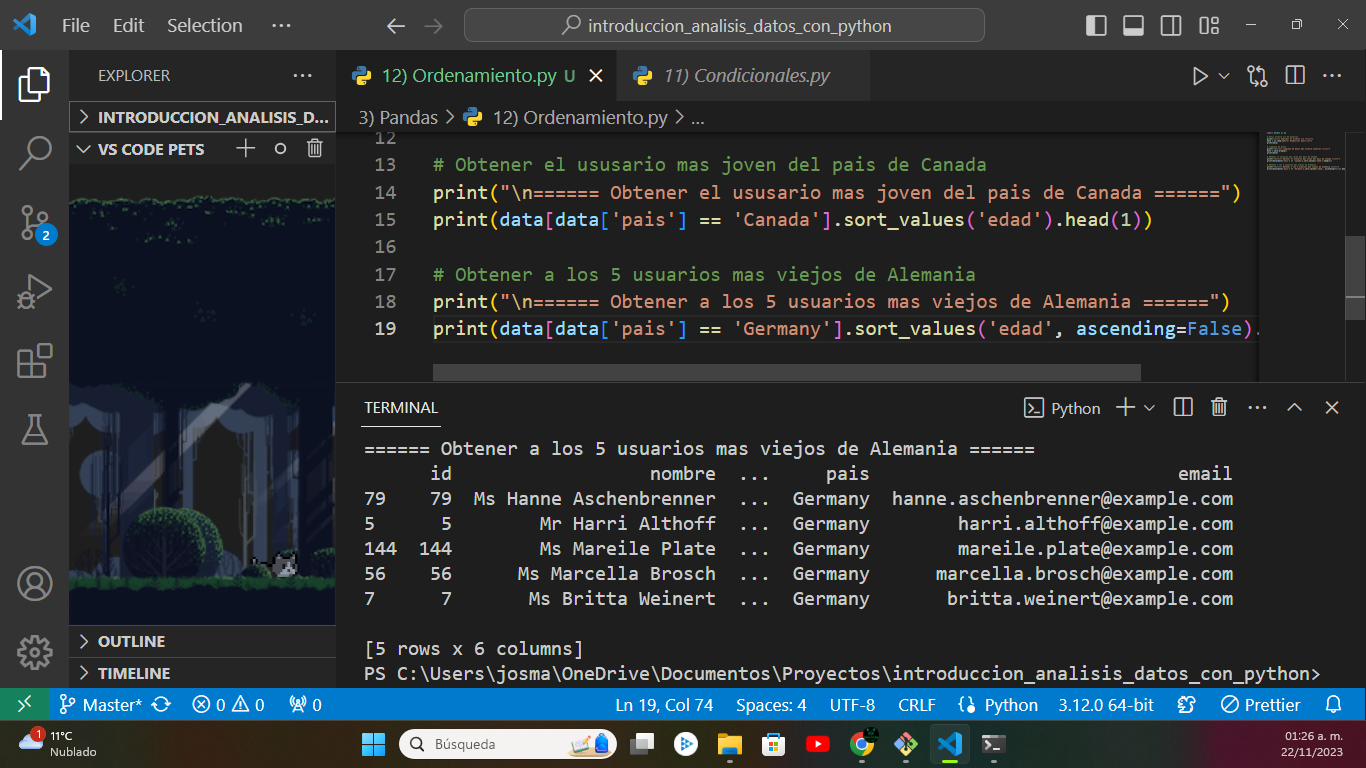 File Edit Selection ··· introduccion_analisis_datos_con_python
EXPLORER ···
INTRODUCCION_ANALISIS_D...
VS CODE PETS
2
OUTLINE
TIMELINE
12) Ordenamiento.py U
11) Condicionales.py
3) Pandas > 12) Ordenamiento.py > ...
12
13 # Obtener el ususario mas joven del pais de Canada
14 print("\n====== Obtener el ususario mas joven del pais de Canada ======")
15 print(data[data['pais'] == 'Canada'].sort_values('edad').head(1))
16
17 # Obtener a los 5 usuarios mas viejos de Alemania
18 print("\n====== Obtener a los 5 usuarios mas viejos de Alemania ======")
19 print(data[data['pais'] == 'Germany'].sort_values('edad', ascending=False).
TERMINAL Python
====== Obtener a los 5 usuarios mas viejos de Alemania ======
id nombre ... pais email
79 79 Ms Hanne Aschenbrenner ... Germany hanne.aschenbrenner@example.com
5 5 Mr Harri Althoff ... Germany harri.althoff@example.com
144 144 Ms Mareile Plate ... Germany mareile.plate@example.com
56 56 Ms Marcella Brosch ... Germany marcella.brosch@example.com
7 7 Ms Britta Weinert ... Germany britta.weinert@example.com
[5 rows x 6 columns]
PS C:\Users\josma\OneDrive\Documentos\Proyectos\introduccion_analisis_datos_con_python>
Master* 0 0 0 Ln 19, Col 74 Spaces: 4 UTF-8 CRLF Python 3.12.0 64-bit Prettier
1 11°C
Nublado
Búsqueda
01:26 a. m.
22/11/2023